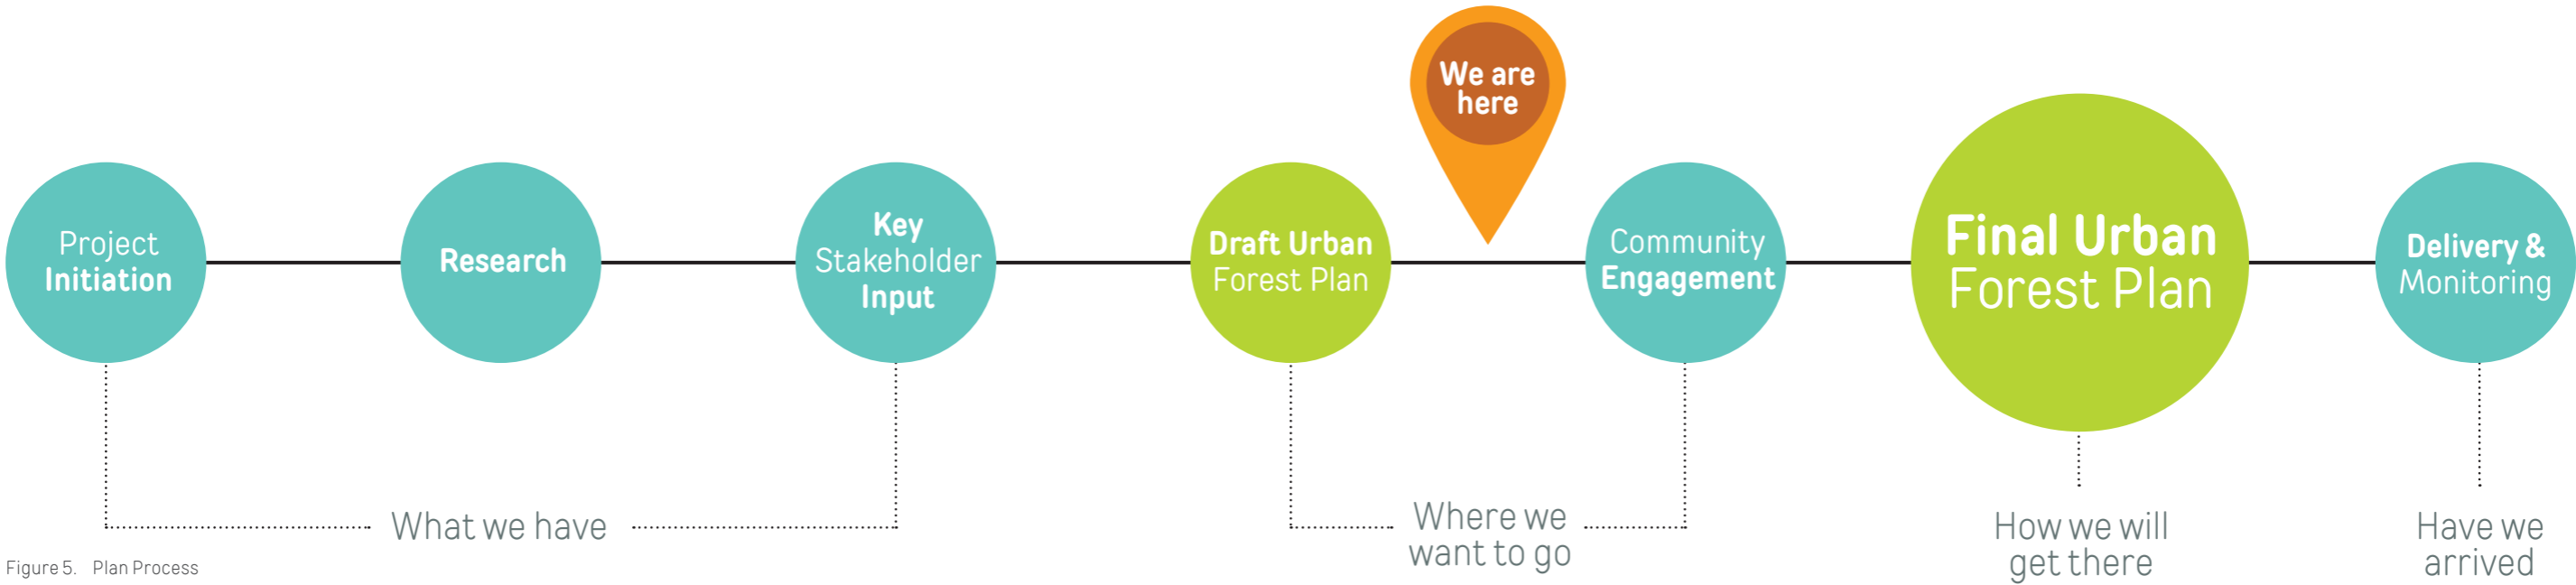 We are
here
Project
Initiation
Research
Key
Stakeholder
Input
Draft Urban
Forest Plan
Community
Engagement
Final Urban
Forest Plan
Delivery &
Monitoring
What we have
Where we
want to go
How we will
get there
Have we
arrived
Figure 5. Plan Process